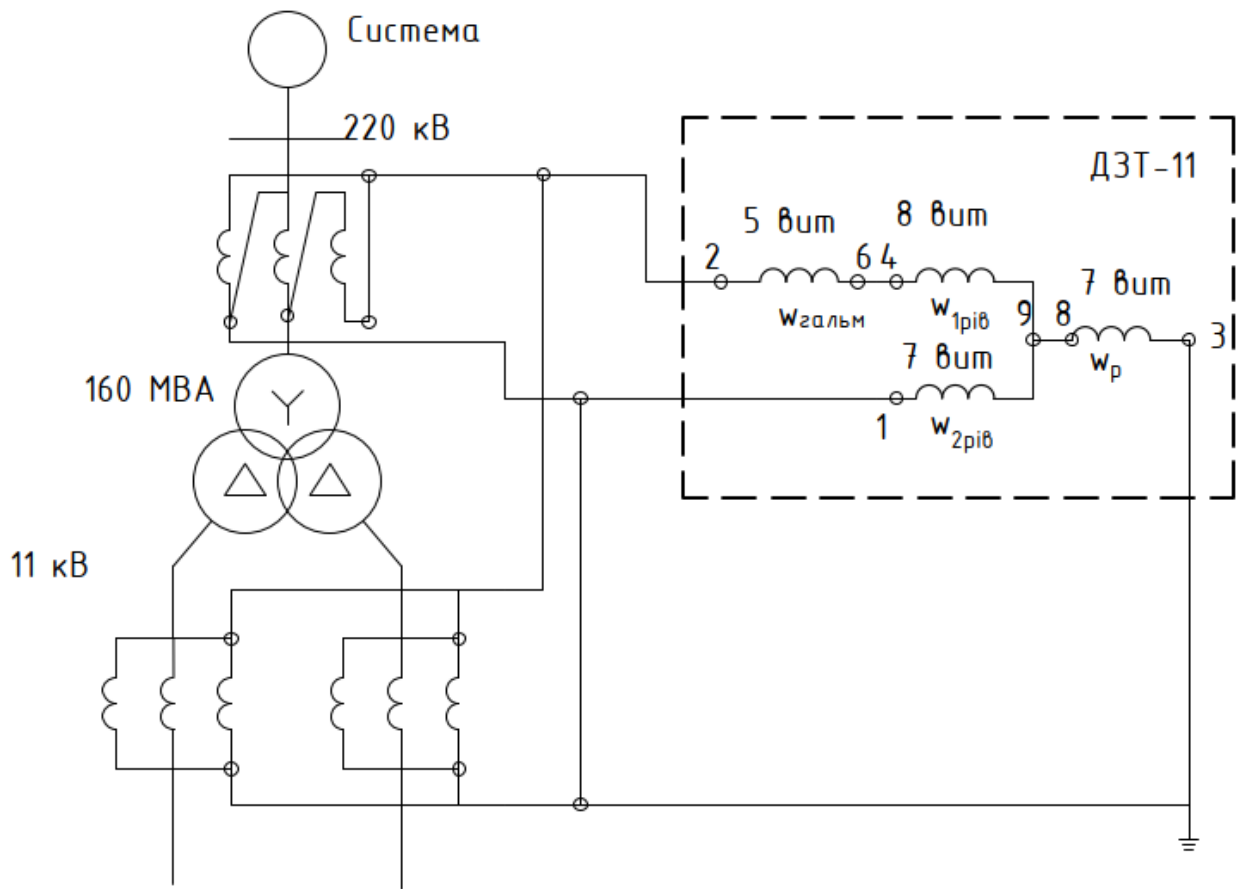 Система
220 кВ
ДЗТ-11
5 вит
8 вит
2
6
4
7 вит
wгальм
w1рів
9
8
3
7 вит
wр
160 МВА
1
w2рів
11 кВ